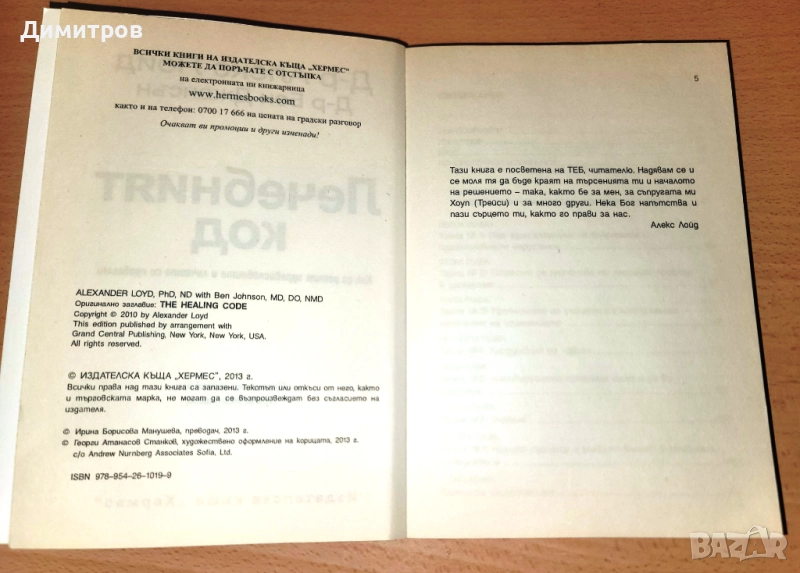 Димитров
ВСИЧКИ КНИГИ НА ИЗДАТЕЛСКА КЪЩА „ХЕРМЕС“
МОЖЕТЕ ДА ПОРЪЧАТЕ С ОТСТЪПКА
на електронната ни книжарница
www.hermesbooks.com
както и на телефон: 0700 17 666 на цената на градски разговор
Очакват ви промоции и други изненади!
Лечебният
код
ALEXANDER LOYD, PhD, ND with Ben Johnson, MD, DO, NMD
Оригинално заглавие: THE HEALING CODE
Copyright © 2010 by Alexander Loyd
This edition published by arrangement with
Grand Central Publishing, New York, New York, USA.
All rights reserved.
© ИЗДАТЕЛСКА КЪЩА „ХЕРМЕС“, 2013 г.
Всички права над тази книга са запазени. Текстът или откъси от него, както
и търговската марка, не могат да се възпроизвеждат без съгласието на
издателя.
© Ирина Борисова Манушева, преводач, 2013 г.
© Георги Атанасов Станков, художествено оформление на корицата, 2013 г.
c/o Andrew Nurnberg Associates Sofia, Ltd.
ISBN 978-954-26-1019-9
5
Тази книга е посветена на ТЕБ, читателю. Надявам се и
се моля тя да бъде краят на търсенията ти и началото
на решението – така, както бе за мен, за съпругата ми
Хоуп (Трейси) и за много други. Нека Бог напътства и
пази сърцето ти, както го прави за нас.
Алекс Лойд
BAZAR